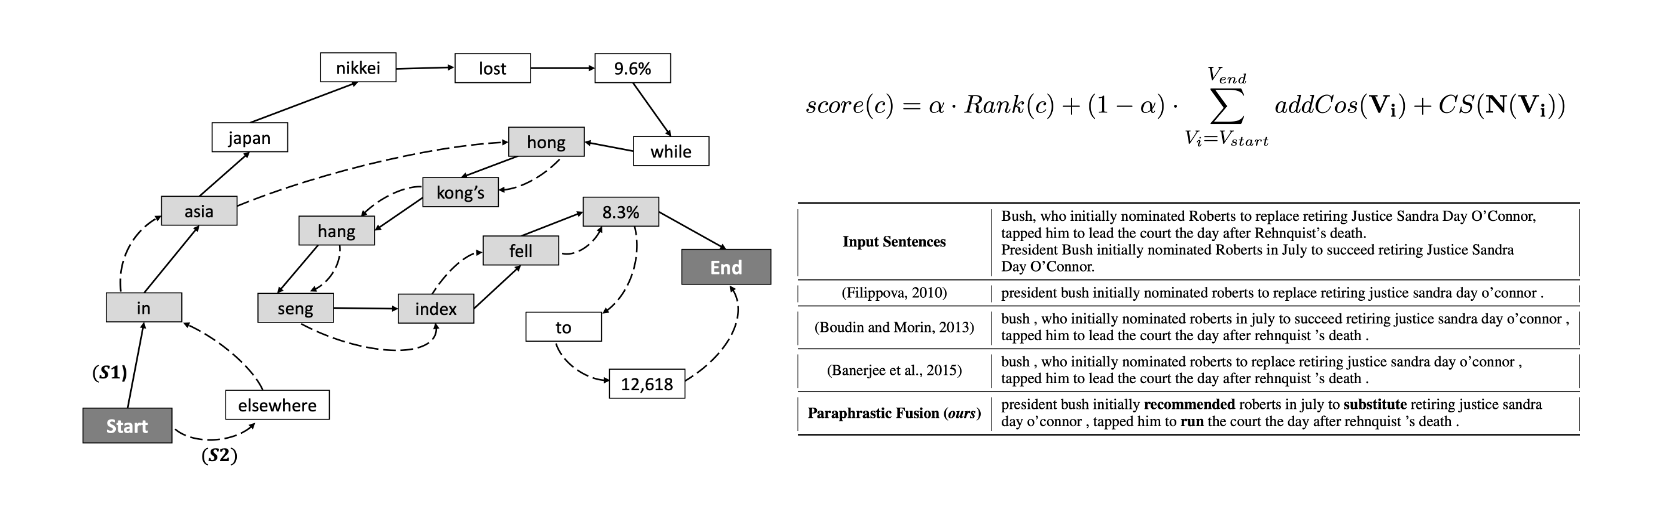 nikkei
lost
9.6%
japan
hong
while
kong's
asia
hang
8.3%
fell
End
in
seng
index
to
(S1)
12,618
elsewhere
Start
(S2)
score(c) = α · Rank(c) + (1 − α) · ∑_{V_i=V_{start}}^{V_{end}} addCos(V_i) + CS(N(V_i))
Input Sentences
Bush, who initially nominated Roberts to replace retiring Justice Sandra Day O'Connor,
tapped him to lead the court the day after Rehnquist's death.
President Bush initially nominated Roberts in July to succeed retiring Justice Sandra
Day O'Connor.
(Filippova, 2010)
president bush initially nominated roberts to replace retiring justice sandra day o'connor .
(Boudin and Morin, 2013)
bush , who initially nominated roberts in july to succeed retiring justice sandra day o'connor ,
tapped him to lead the court the day after rehnquist 's death .
(Banerjee et al., 2015)
bush , who initially nominated roberts to replace retiring justice sandra day o'connor ,
tapped him to lead the court the day after rehnquist 's death .
Paraphrastic Fusion (ours)
president bush initially recommended roberts in july to substitute retiring justice sandra
day o'connor , tapped him to run the court the day after rehnquist 's death .